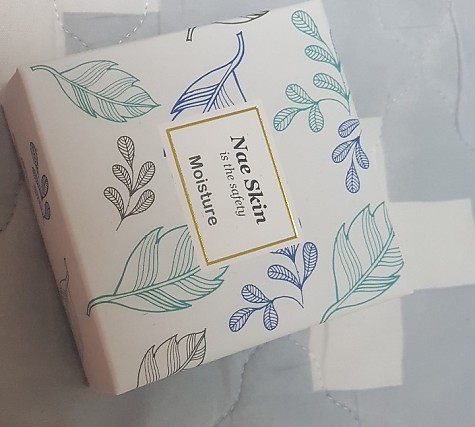 Nae Skin
is the safety
Moisture